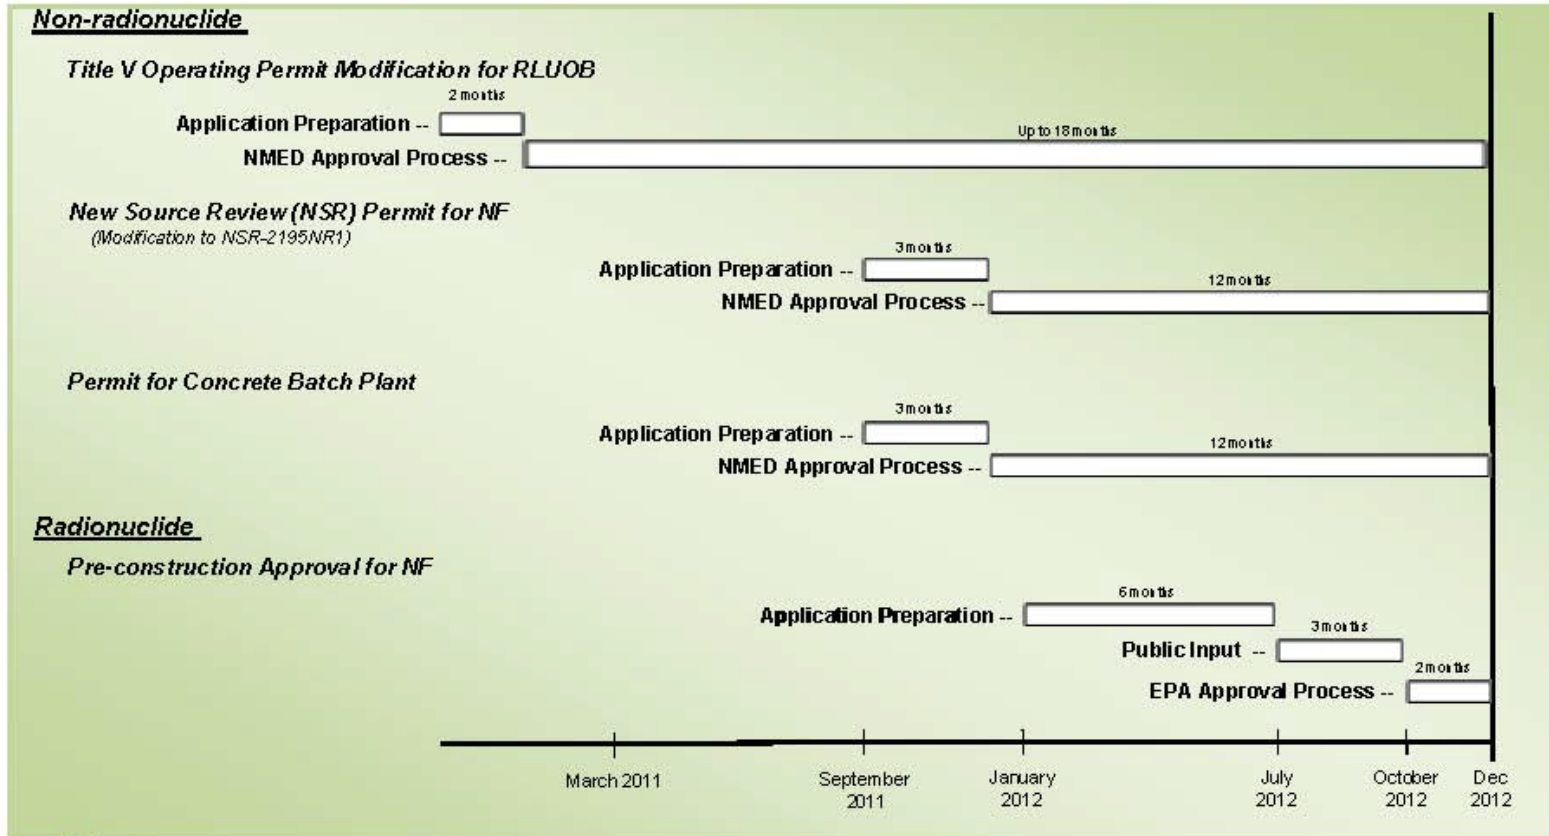 Non-radionuclide
Title V Operating Permit Modification for RLUOB
2 months
Application Preparation --
Up to 18 months
NMED Approval Process --
New Source Review (NSR) Permit for NF
(Modification to NSR-2195NR1)
3 months
Application Preparation --
12 months
NMED Approval Process --
Permit for Concrete Batch Plant
3 months
Application Preparation --
12 months
NMED Approval Process --
Radionuclide
Pre-construction Approval for NF
6 months
Application Preparation --
3 months
Public Input --
2 months
EPA Approval Process --
March 2011
September
2011
January
2012
July
2012
October
2012
Dec
2012